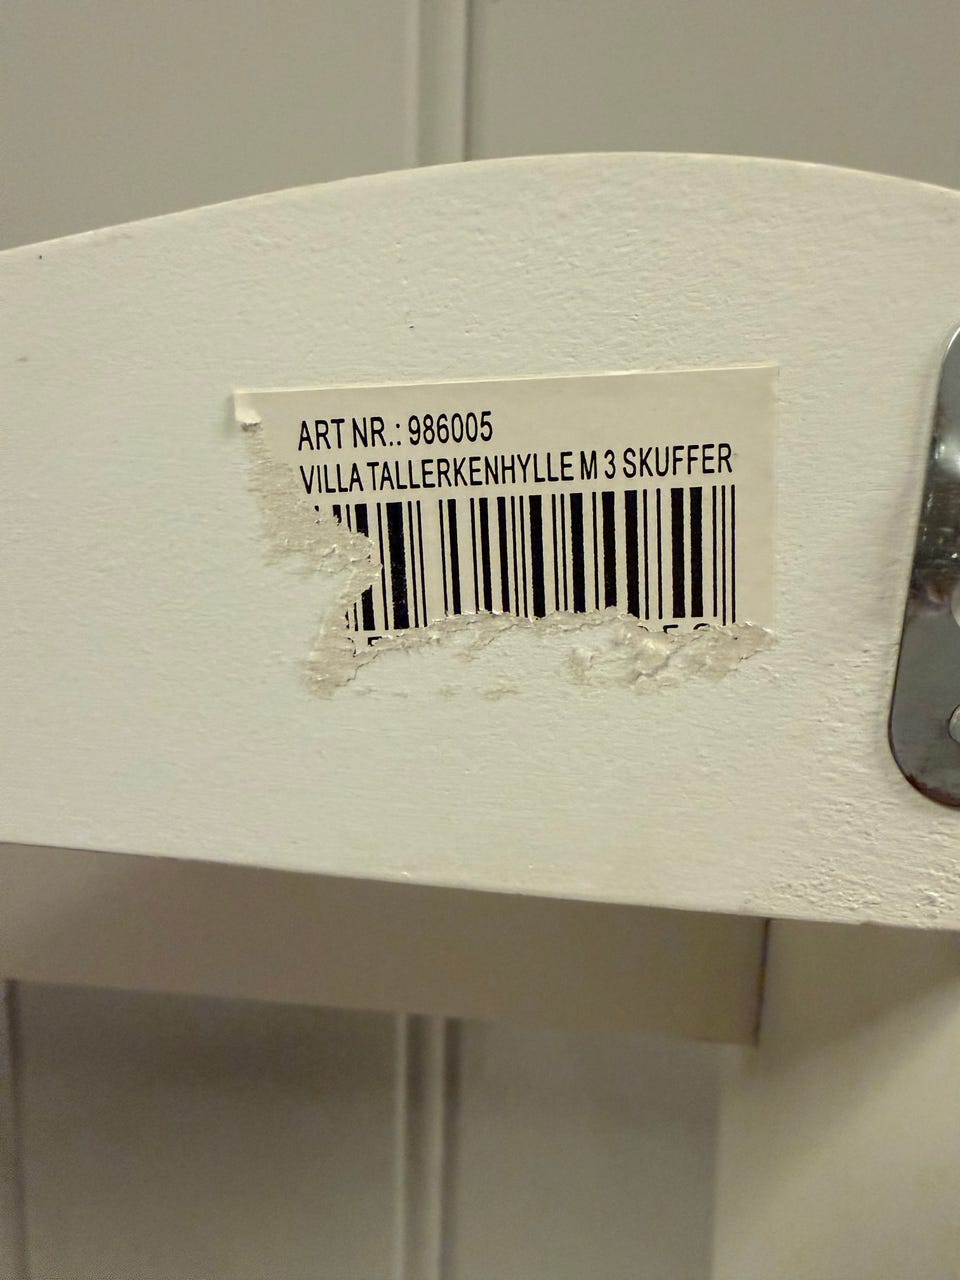 ART NR.: 986005
VILLA TALLERKENHYLLE M 3 SKUFFER